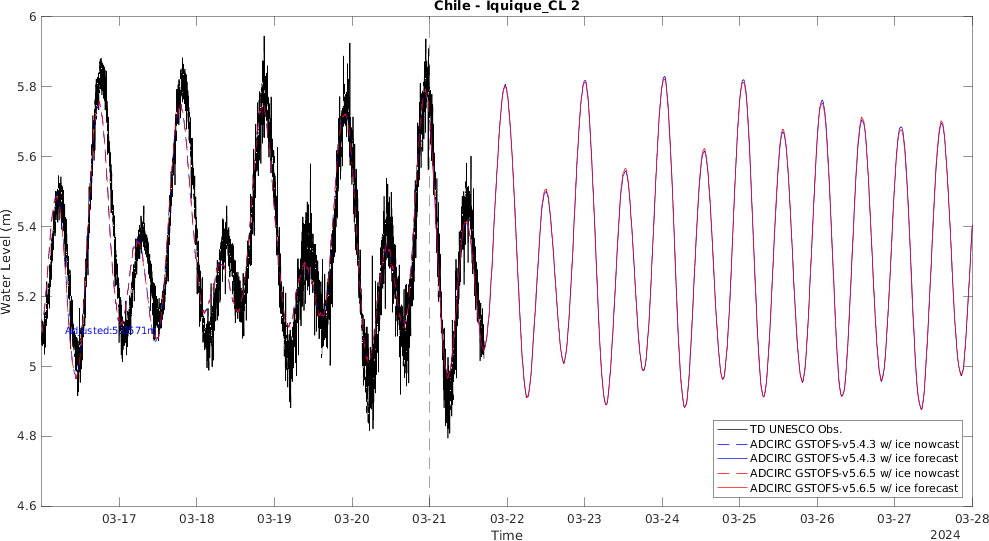 Chile - Iquique_CL 2
6
5.8
5.6
5.4
5.2
5
4.8
4.6
Water Level (m)
TD UNESCO Obs.
ADCIRC GSTOFS-v5.4.3 w/ ice nowcast
ADCIRC GSTOFS-v5.4.3 w/ ice forecast
ADCIRC GSTOFS-v5.6.5 w/ ice nowcast
ADCIRC GSTOFS-v5.6.5 w/ ice forecast
03-17 03-18 03-19 03-20 03-21 03-22 03-23 03-24 03-25 03-26 03-27 03-28
Time
2024